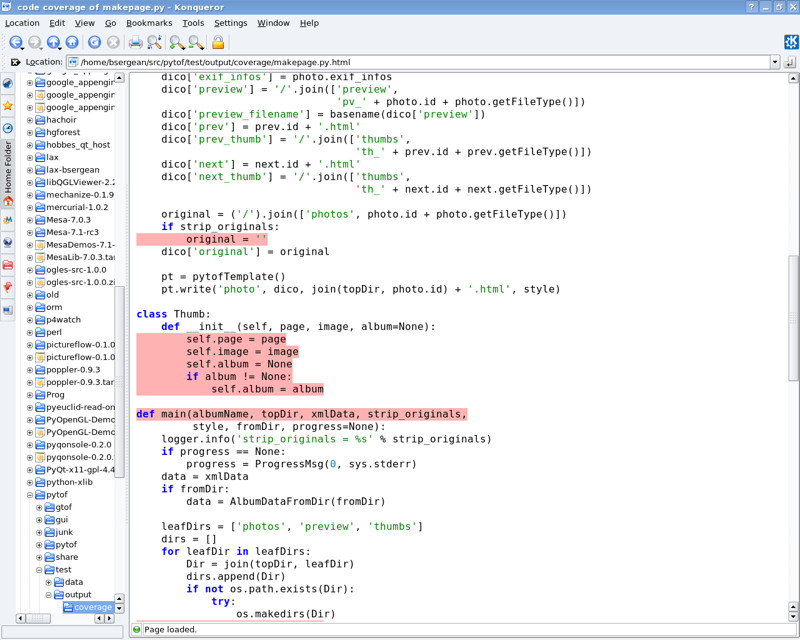 code coverage of makepage.py - Konqueror
Location Edit View Go Bookmarks Tools Settings Window Help
Location: /home/bsergean/src/pytof/test/output/coverage/makepage.py.html
Home Folder
google_appengin
google_appengin
google_appengin
hachoir
hgforest
hobbes_qt_host
lax
lax-bsergean
libQGLViewer-2.2
mechanize-0.1.9
mercurial-1.0.2
Mesa-7.0.3
Mesa-7.1-rc3
MesaDemos-7.1-
MesaLib-7.0.3.tar
ogles-src-1.0.0
ogles-src-1.0.0.zi
old
orm
p4watch
perl
pictureflow-0.1.0
pictureflow-0.1.0
poppler-0.9.3
poppler-0.9.3.tar
Prog
pyeuclid-read-on
PyOpenGL-Demo
PyOpenGL-Demo
pyqonsole-0.2.0
pyqonsole-0.2.0.
PyQt-x11-gpl-4.4
python-xlib
pytof
gtof
gui
junk
pytof
share
test
data
output
coverage
dico['exif_infos'] = photo.exif_infos
dico['preview'] = '/'.join(['preview',
'pv_' + photo.id + photo.getFileType()])
dico['preview_filename'] = basename(dico['preview'])
dico['prev'] = prev.id + '.html'
dico['prev_thumb'] = '/'.join(['thumbs',
'th_' + prev.id + prev.getFileType()])
dico['next'] = next.id + '.html'
dico['next_thumb'] = '/'.join(['thumbs',
'th_' + next.id + next.getFileType()])
original = ('/').join(['photos', photo.id + photo.getFileType()])
if strip_originals:
original = ''
dico['original'] = original
pt = pytofTemplate()
pt.write('photo', dico, join(topDir, photo.id) + '.html', style)
class Thumb:
def __init__(self, page, image, album=None):
self.page = page
self.image = image
self.album = None
if album != None:
self.album = album
def main(albumName, topDir, xmlData, strip_originals,
style, fromDir, progress=None):
logger.info('strip_originals = %s' % strip_originals)
if progress == None:
progress = ProgressMsg(0, sys.stderr)
data = xmlData
if fromDir:
data = AlbumDataFromDir(fromDir)
leafDirs = ['photos', 'preview', 'thumbs']
dirs = []
for leafDir in leafDirs:
Dir = join(topDir, leafDir)
dirs.append(Dir)
if not os.path.exists(Dir):
try:
os.makedirs(Dir)
Page loaded.